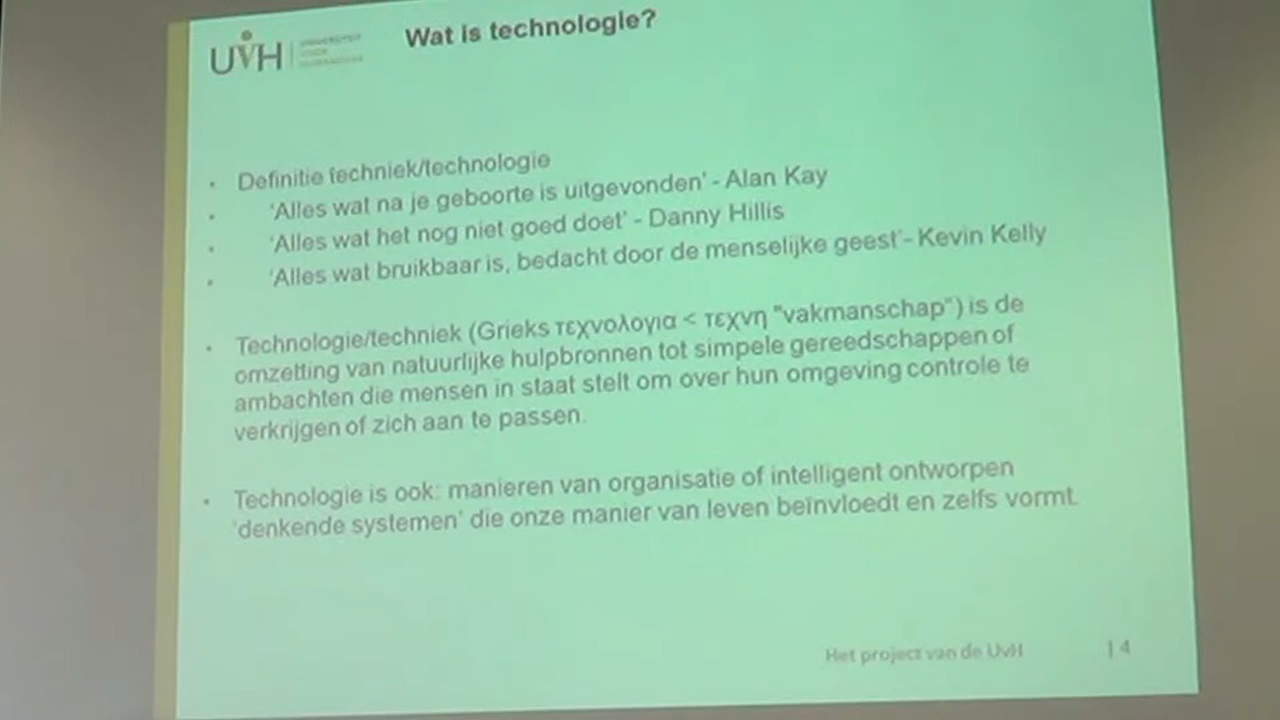 UVH
Wat is technologie?
• Definitie techniek/technologie
• 'Alles wat na je geboorte is uitgevonden' - Alan Kay
• 'Alles wat het nog niet goed doet' - Danny Hillis
• 'Alles wat bruikbaar is, bedacht door de menselijke geest' - Kevin Kelly
• Technologie/techniek (Grieks τεχνολογια < τεχνη "vakmanschap") is de
omzetting van natuurlijke hulpbronnen tot simpele gereedschappen of
ambachten die mensen in staat stelt om over hun omgeving controle te
verkrijgen of zich aan te passen.
• Technologie is ook: manieren van organisatie of intelligent ontworpen
'denkende systemen' die onze manier van leven beïnvloedt en zelfs vormt.
Het project van de UvH | 4